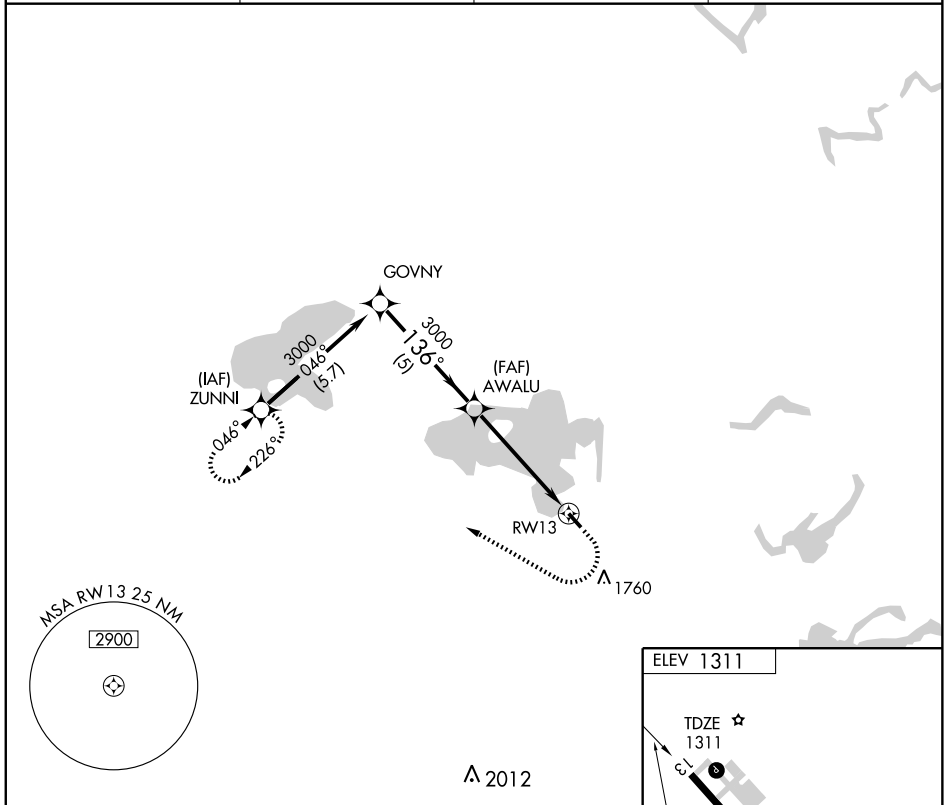 GOVNY
3000
136°
(5)
3000
046°
(5.7)
(IAF)
ZUNNI
(FAF)
AWALU
046°
226°
RW13
1760
MSA RW13 25 NM
2900
ELEV 1311
TDZE
1311
13
2012